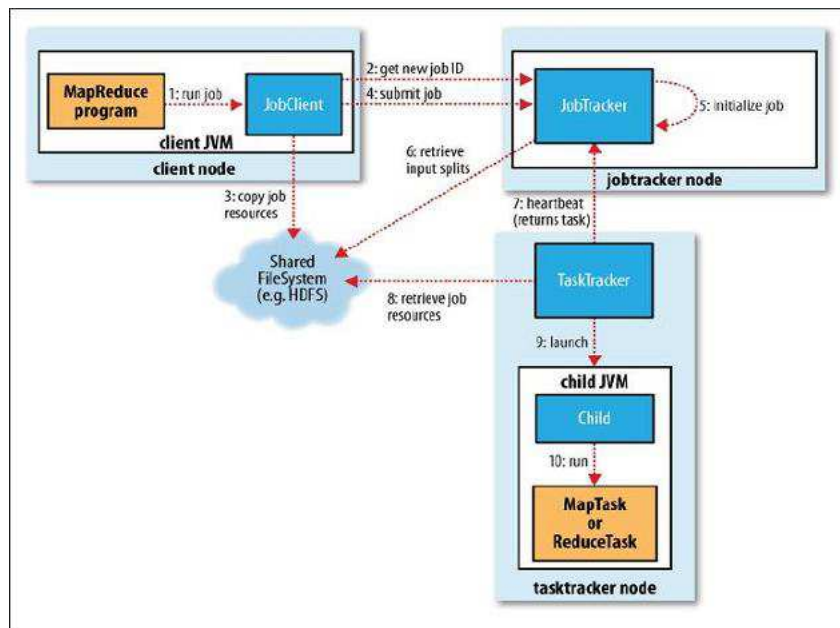 MapReduce
program
1: run job
JobClient
client JVM
client node
2: get new job ID
4: submit job
JobTracker
5: initialize job
jobtracker node
3: copy job
resources
6: retrieve
input splits
7: heartbeat
(returns task)
Shared
FileSystem
(e.g. HDFS)
8: retrieve job
resources
TaskTracker
9: launch
child JVM
Child
10: run
MapTask
or
ReduceTask
tasktracker node